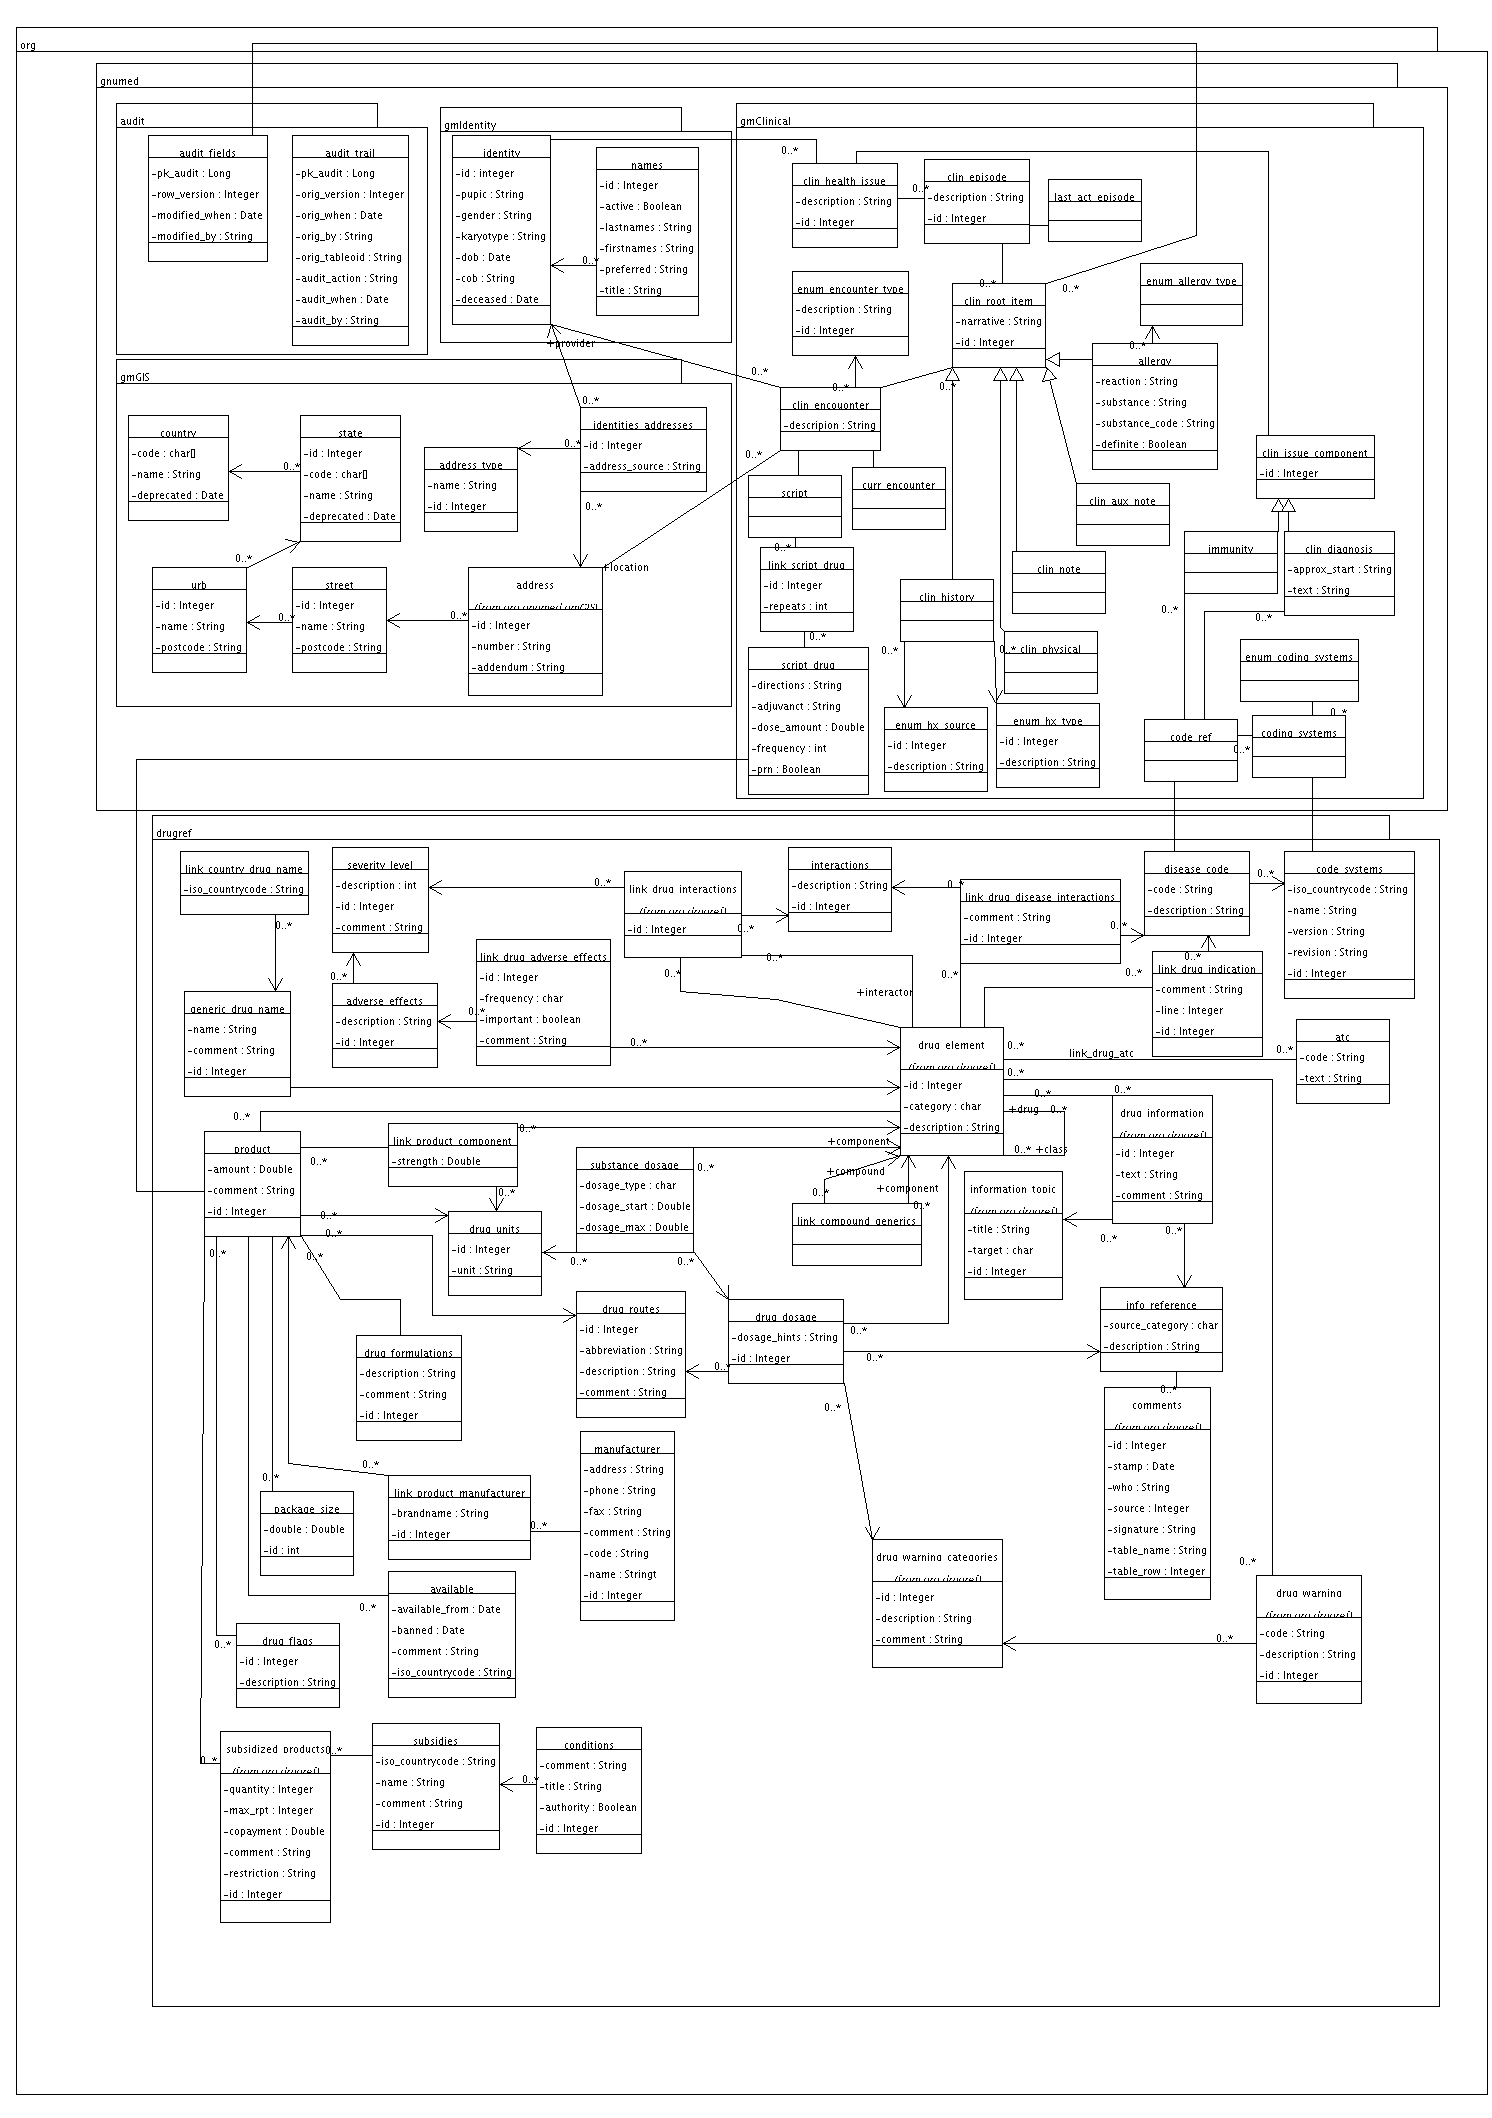 org
gnumed
audit
audit_fields
-pk_audit : Long
-row_version : Integer
-modified_when : Date
-modified_by : String
audit_trail
-pk_audit : Long
-orig_version : Integer
-orig_when : Date
-orig_by : String
-orig_tableoid : String
-audit_action : String
-audit_when : Date
-audit_by : String
gmIdentity
identity
-id : integer
-pupic : String
-gender : String
-karyotype : String
-dob : Date
-cob : String
-deceased : Date
names
-id : Integer
-active : Boolean
-lastnames : String
-firstnames : String
-preferred : String
-title : String
0..*
+provider
0..*
gmClinical
0..*
clin_health_issue
-description : String
-id : Integer
0..*
clin_episode
-description : String
-id : Integer
last_act_episode
enum_encounter_type
-description : String
-id : Integer
0..*
0..*
clin_root_item
-narrative : String
-id : Integer
enum_allergy_type
0..*
allergy
-reaction : String
-substance : String
-substance_code : String
-definite : Boolean
0..*
0..*
0..*
clin_encounter
-descripion : String
0..*
script
curr_encounter
clin_aux_note
clin_issue_component
-id : Integer
0..*
link_script_drug
-id : Integer
-repeats : int
0..*
clin_history
clin_note
immunity
clin_diagnosis
-approx_start : String
-text : String
0..*
0..*
script_drug
-directions : String
-adjuvanct : String
-dose_amount : Double
-frequency : int
-prn : Boolean
0..*
0..*
clin_physical
enum_coding_systems
0..*
enum_hx_source
-id : Integer
-description : String
enum_hx_type
-id : Integer
-description : String
code_ref
0..*
coding_systems
gmGIS
country
-code : char[]
-name : String
-deprecated : Date
0..*
state
-id : Integer
-code : char[]
-name : String
-deprecated : Date
address_type
-name : String
-id : Integer
0..*
identities_addresses
-id : Integer
-address_source : String
0..*
0..*
urb
-id : Integer
-name : String
-postcode : String
0..*
street
-id : Integer
-name : String
-postcode : String
0..*
+location
address
(from org.gnumed.gmGIS)
-id : Integer
-number : String
-addendum : String
drugref
link_country_drug_name
-iso_countrycode : String
0..*
severity_level
-description : int
-id : Integer
-comment : String
0..*
link_drug_interactions
(from org.drugref)
-id : Integer
0..*
0..*
0..*
interactions
-description : String
-id : Integer
0..*
link_drug_disease_interactions
-comment : String
-id : Integer
0..*
0..*
disease_code
-code : String
-description : String
0..*
code_systems
-iso_countrycode : String
-name : String
-version : String
-revision : String
-id : Integer
0..*
0..*
link_drug_indication
-comment : String
-line : Integer
-id : Integer
link_drug_adverse_effects
-id : Integer
-frequency : char
-important : boolean
-comment : String
0..*
0..*
0..*
adverse_effects
-description : String
-id : Integer
generic_drug_name
-name : String
-comment : String
-id : Integer
+interactor
drug_element
(from org.drugref)
-id : Integer
-category : char
-description : String
0..*
link_drug_atc
0..*
atc
-code : String
-text : String
0..*
0..*
0..*
+drug
0..*
0..*
+class
drug_information
(from org.drugref)
-id : Integer
-text : String
-comment : String
0..*
product
-amount : Double
-comment : String
-id : Integer
0..*
link_product_component
-strength : Double
0..*
0..*
0..*
0..*
0..*
0..*
drug_units
-id : Integer
-unit : String
substance_dosage
-dosage_type : char
-dosage_start : Double
-dosage_max : Double
0..*
0..*
0..*
+component
+compound
+component
0..*
0..*
link_compound_generics
information_topic
(from org.drugref)
-title : String
-target : char
-id : Integer
0..*
0..*
info_reference
-source_category : char
-description : String
drug_routes
-id : Integer
-abbreviation : String
-description : String
-comment : String
0..*
drug_dosage
-dosage_hints : String
-id : Integer
0..*
0..*
0..*
drug_formulations
-description : String
-comment : String
-id : Integer
0..*
comments
(from org.drugref)
-id : Integer
-stamp : Date
-who : String
-source : Integer
-signature : String
-table_name : String
-table_row : Integer
manufacturer
-address : String
-phone : String
-fax : String
-comment : String
-code : String
-name : Stringt
-id : Integer
0..*
link_product_manufacturer
-brandname : String
-id : Integer
0..*
package_size
-double : Double
-id : int
0..*
available
-available_from : Date
-banned : Date
-comment : String
-iso_countrycode : String
drug_warning_categories
(from org.drugref)
-id : Integer
-description : String
-comment : String
0..*
0..*
drug_warning
(from org.drugref)
-code : String
-description : String
-id : Integer
0..*
drug_flags
-id : Integer
-description : String
0..*
subsidized_products
(from org.drugref)
-quantity : Integer
-max_rpt : Integer
-copayment : Double
-comment : String
-restriction : String
-id : Integer
0..*
subsidies
-iso_countrycode : String
-name : String
-comment : String
-id : Integer
0..*
conditions
-comment : String
-title : String
-authority : Boolean
-id : Integer